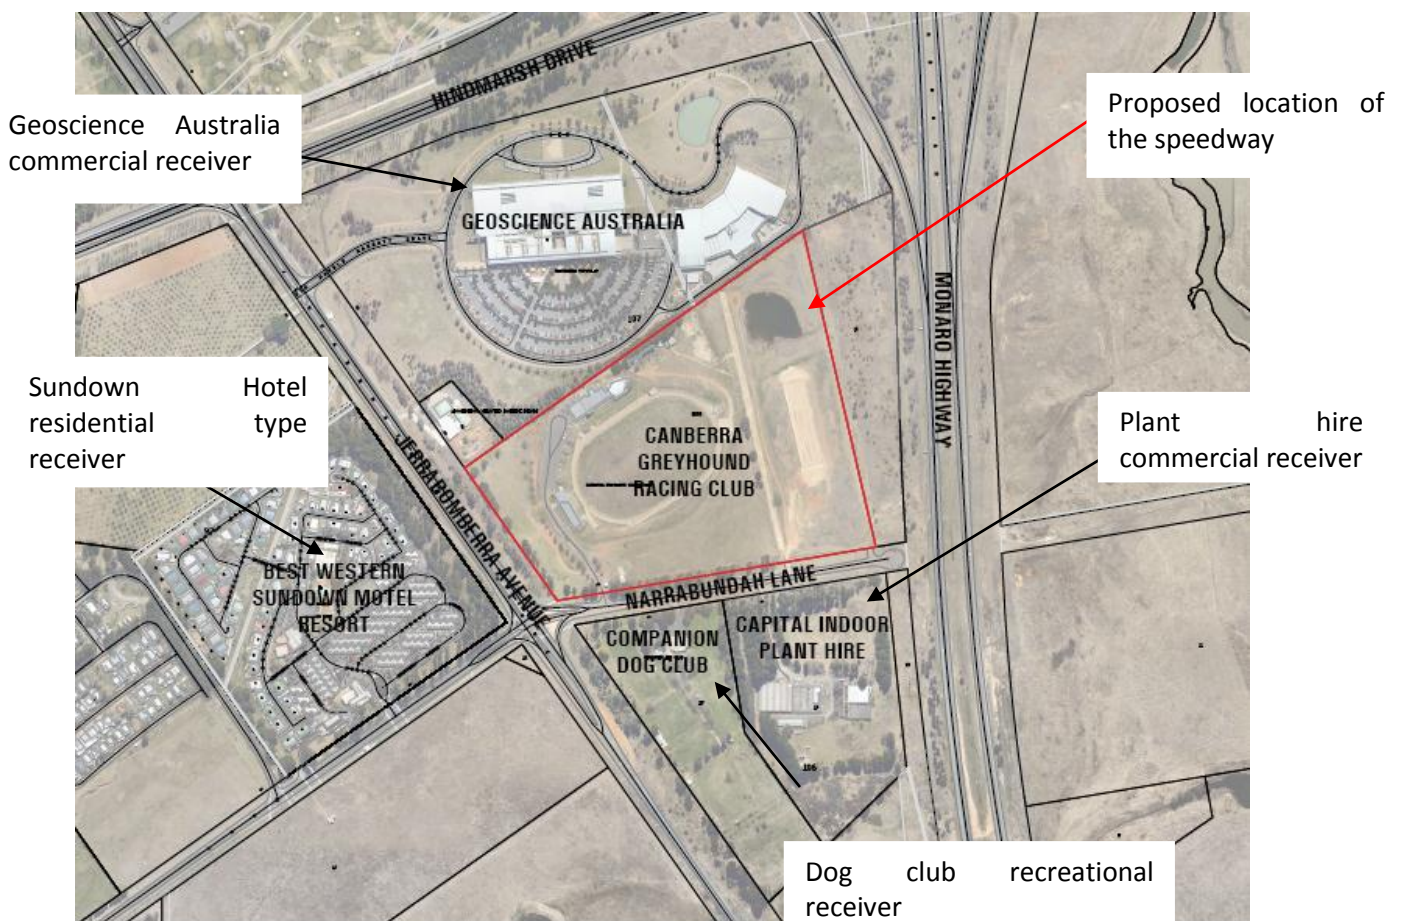 HINDMARSH DRIVE
Proposed location of
the speedway
Geoscience Australia
commercial receiver
GEOSCIENCE AUSTRALIA
MONARO HIGHWAY
Sundown Hotel
residential type
receiver
JERRABOMBERRA AVENUE
CANBERRA
GREYHOUND
RACING CLUB
Plant hire
commercial receiver
BEST WESTERN
SUNDOWN MOTEL
RESORT
NARRABUNDAH LANE
COMPANION
DOG CLUB
CAPITAL INDOOR
PLANT HIRE
Dog club recreational
receiver